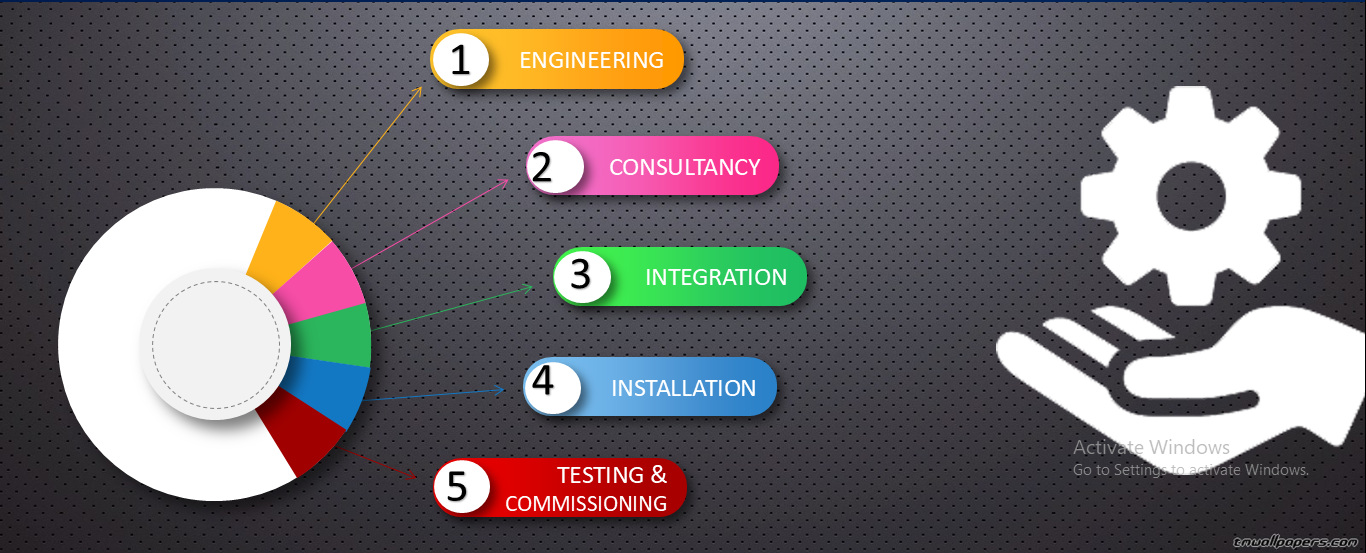 1
ENGINEERING
2
CONSULTANCY
3
INTEGRATION
4
INSTALLATION
5
TESTING &
COMMISSIONING
Activate Windows
Go to Settings to activate Windows.
tnwallpapers.com